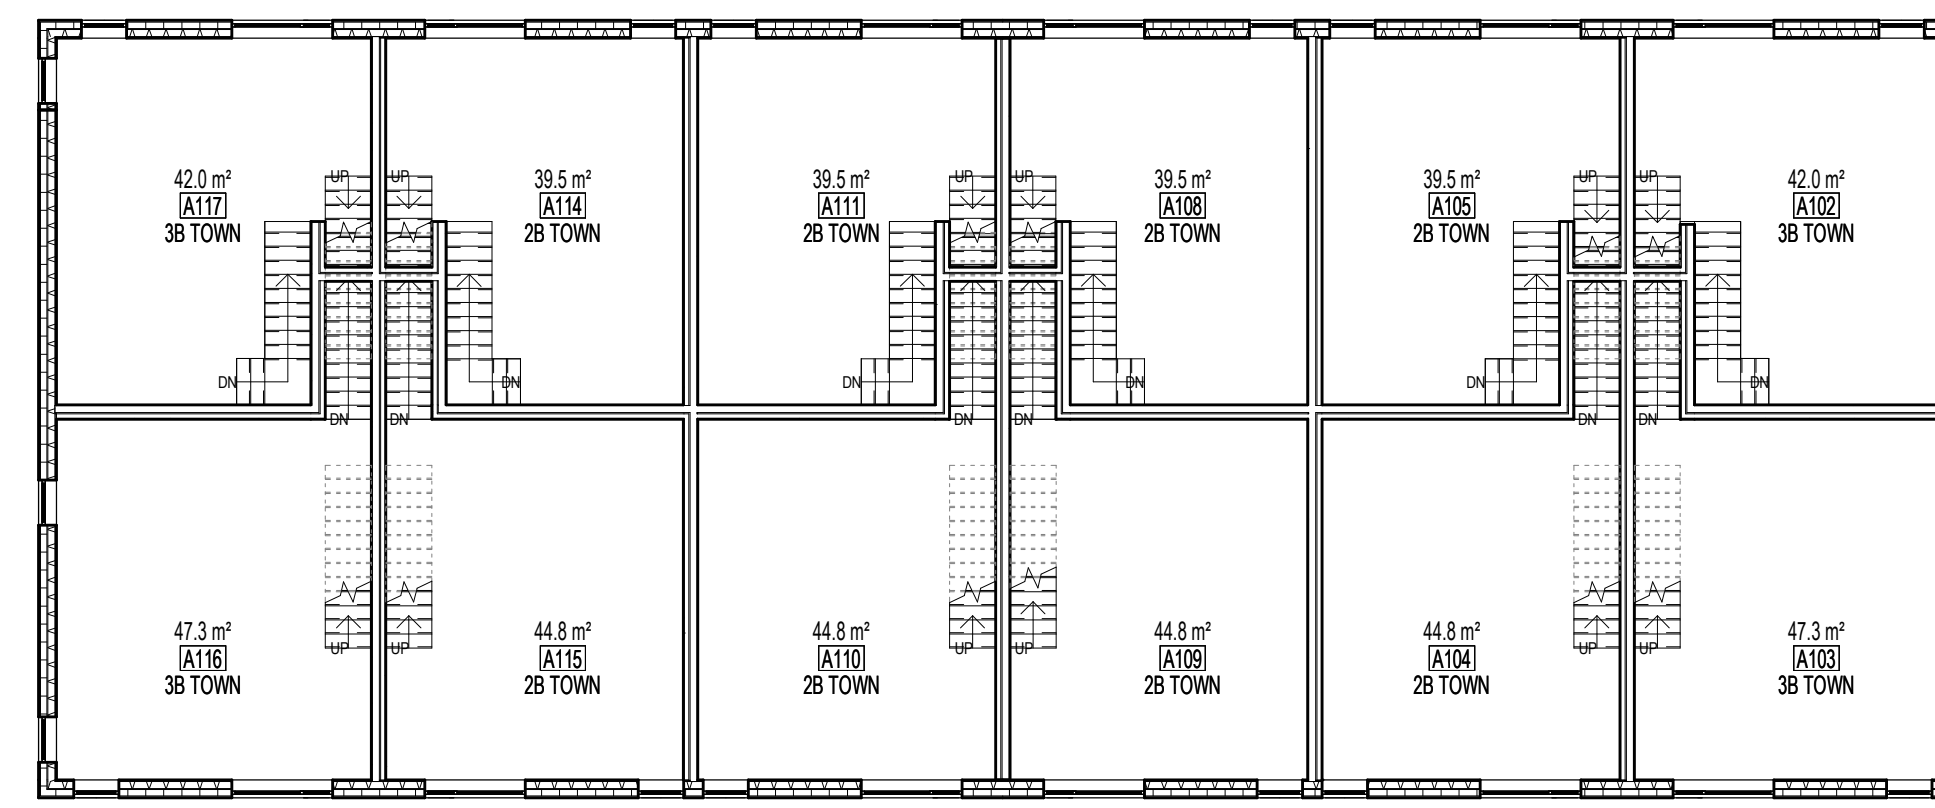 42.0 m²
A117
3B TOWN
UP
UP
39.5 m²
A114
2B TOWN
39.5 m²
A111
2B TOWN
UP
UP
39.5 m²
A108
2B TOWN
39.5 m²
A105
2B TOWN
UP
UP
42.0 m²
A102
3B TOWN
DN
DN
DN
DN
DN
DN
DN
DN
DN
DN
DN
DN
47.3 m²
A116
3B TOWN
UP
UP
44.8 m²
A115
2B TOWN
44.8 m²
A110
2B TOWN
UP
UP
44.8 m²
A109
2B TOWN
44.8 m²
A104
2B TOWN
UP
UP
47.3 m²
A103
3B TOWN